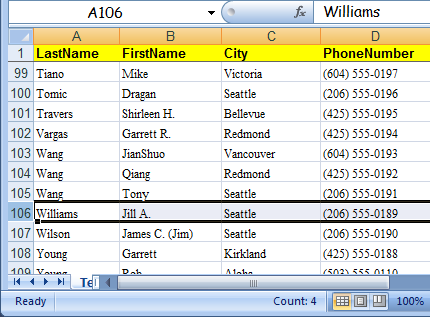 A106 fx Williams
A B C D
1 LastName FirstName City PhoneNumber
99 Tiano Mike Victoria (604) 555-0197
100 Tomic Dragan Seattle (206) 555-0196
101 Travers Shirleen H. Bellevue (425) 555-0195
102 Vargas Garrett R. Redmond (425) 555-0194
103 Wang JianShuo Vancouver (604) 555-0193
104 Wang Qiang Redmond (425) 555-0192
105 Wang Tony Seattle (206) 555-0191
106 Williams Jill A. Seattle (206) 555-0189
107 Wilson James C. (Jim) Seattle (206) 555-0190
108 Young Garrett Kirkland (425) 555-0188
109 Young Rob Aloha (503) 555-0110
Te
Ready Count: 4 100%